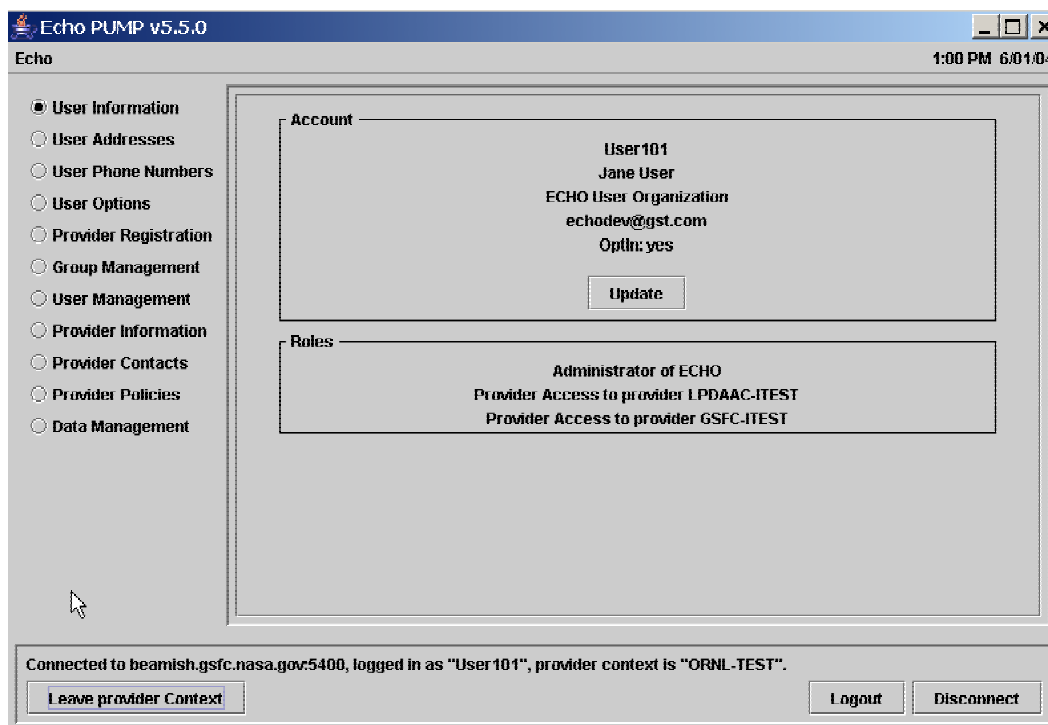 Echo PUMP v5.5.0
Echo
1:00 PM 6/01/04
User Information
User Addresses
User Phone Numbers
User Options
Provider Registration
Group Management
User Management
Provider Information
Provider Contacts
Provider Policies
Data Management
Account
User101
Jane User
ECHO User Organization
echodev@gst.com
OptIn: yes
Update
Roles
Administrator of ECHO
Provider Access to provider LPDAAC-ITEST
Provider Access to provider GSFC-ITEST
Connected to beamish.gsfc.nasa.gov:5400, logged in as "User101", provider context is "ORNL-TEST".
Leave provider Context
Logout
Disconnect